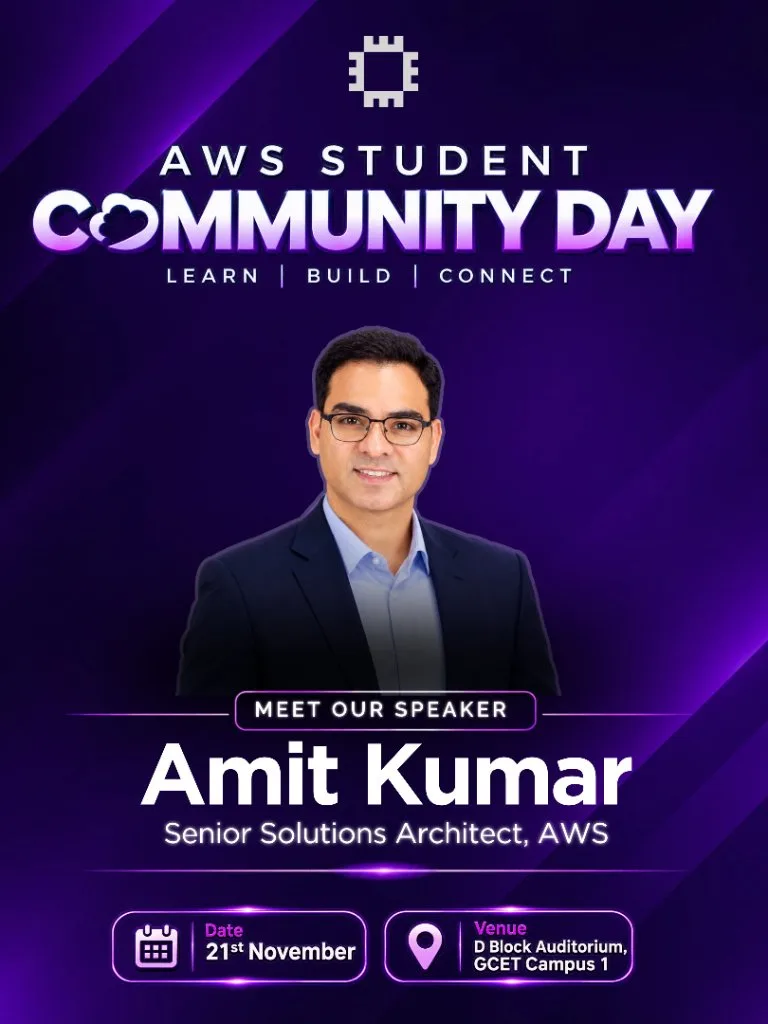 AWS STUDENT
COMMUNITY DAY
LEARN | BUILD | CONNECT
MEET OUR SPEAKER
Amit Kumar
Senior Solutions Architect, AWS
Date
21st November
Venue
D Block Auditorium,
GCET Campus 1